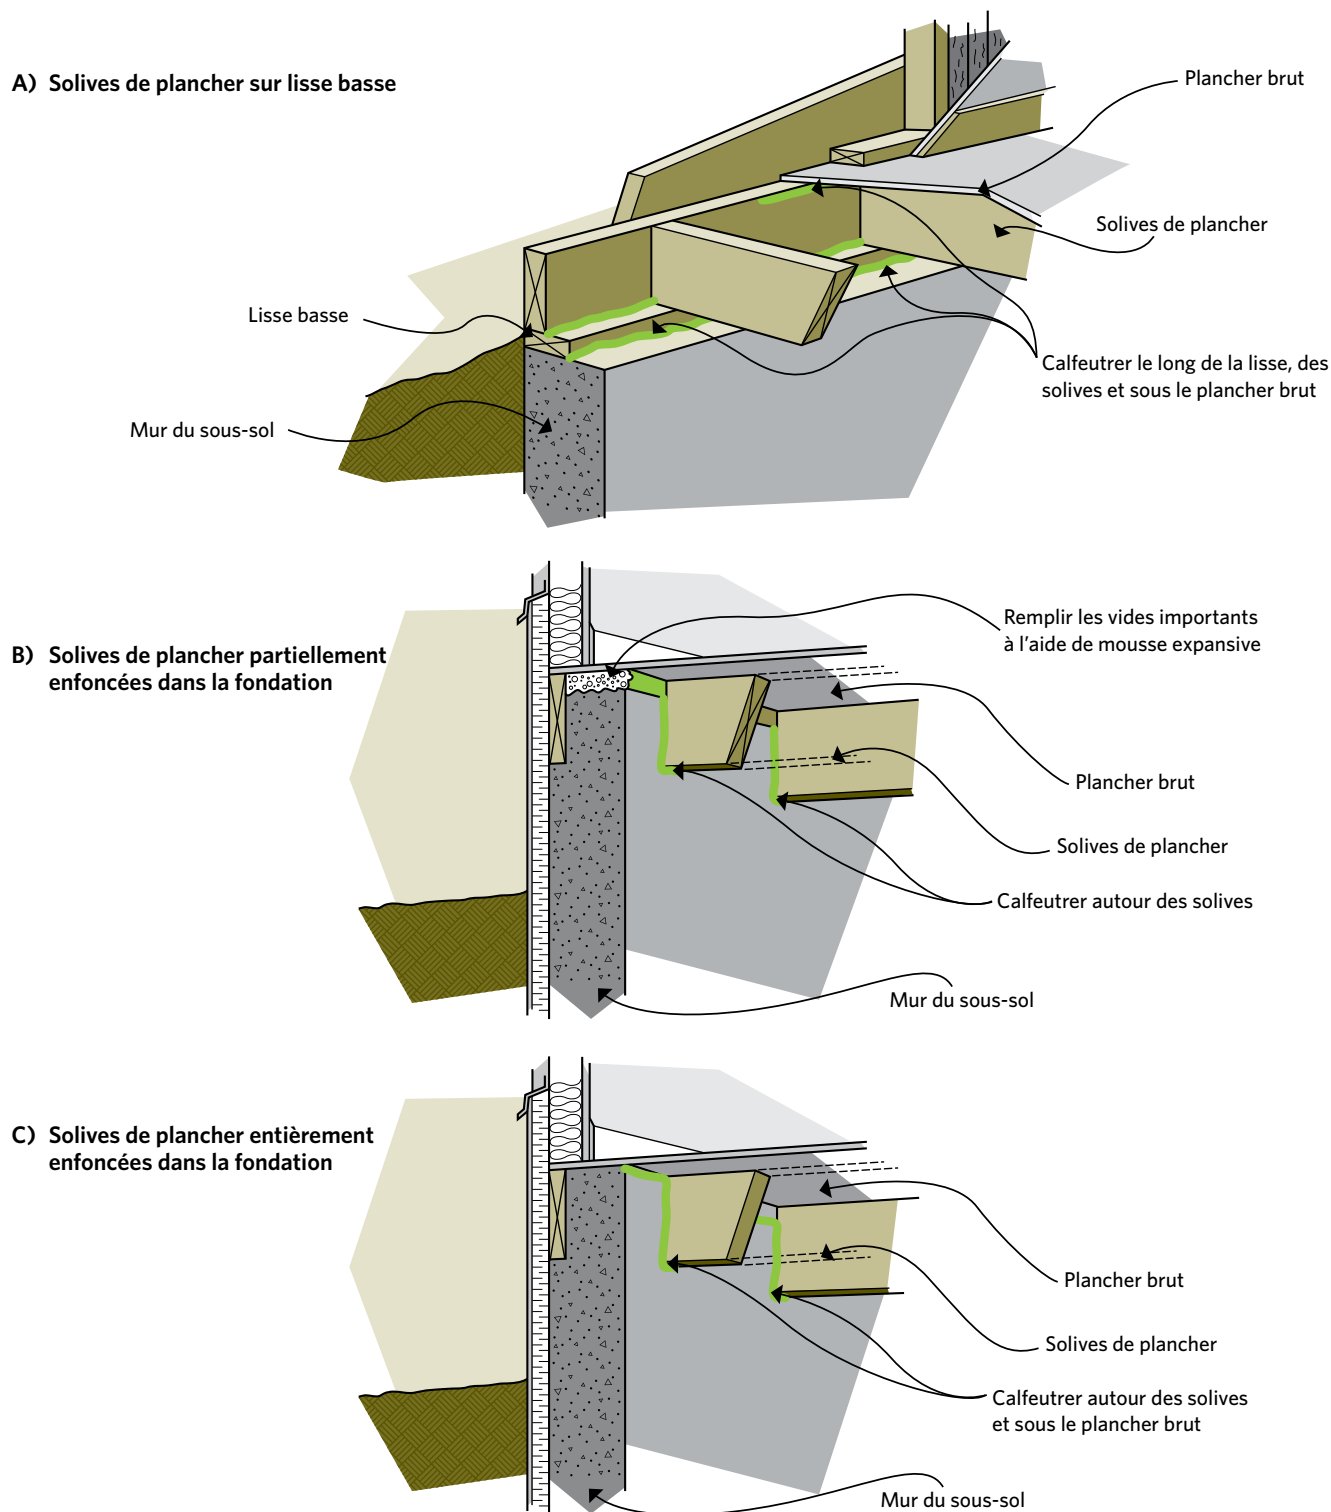 A) Solives de plancher sur lisse basse
Plancher brut
Solives de plancher
Lisse basse
Calfeutrer le long de la lisse, des
solives et sous le plancher brut
Mur du sous-sol
B) Solives de plancher partiellement
enfoncées dans la fondation
Remplir les vides importants
à l'aide de mousse expansive
Plancher brut
Solives de plancher
Calfeutrer autour des solives
Mur du sous-sol
C) Solives de plancher entièrement
enfoncées dans la fondation
Plancher brut
Solives de plancher
Calfeutrer autour des solives
et sous le plancher brut
Mur du sous-sol